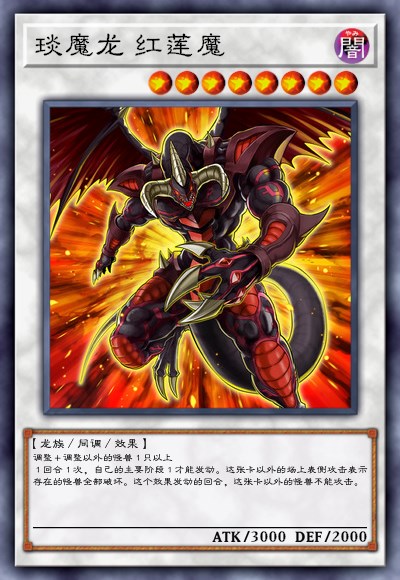 琰魔龙 红莲魔
やみ
闇
【龙族／同调／效果】
调整＋调整以外的怪兽1只以上
1回合1次，自己的主要阶段1才能发动。这张卡以外的场上表侧攻击表示
存在的怪兽全部破坏。这个效果发动的回合，这张卡以外的怪兽不能攻击。
ATK/3000 DEF/2000